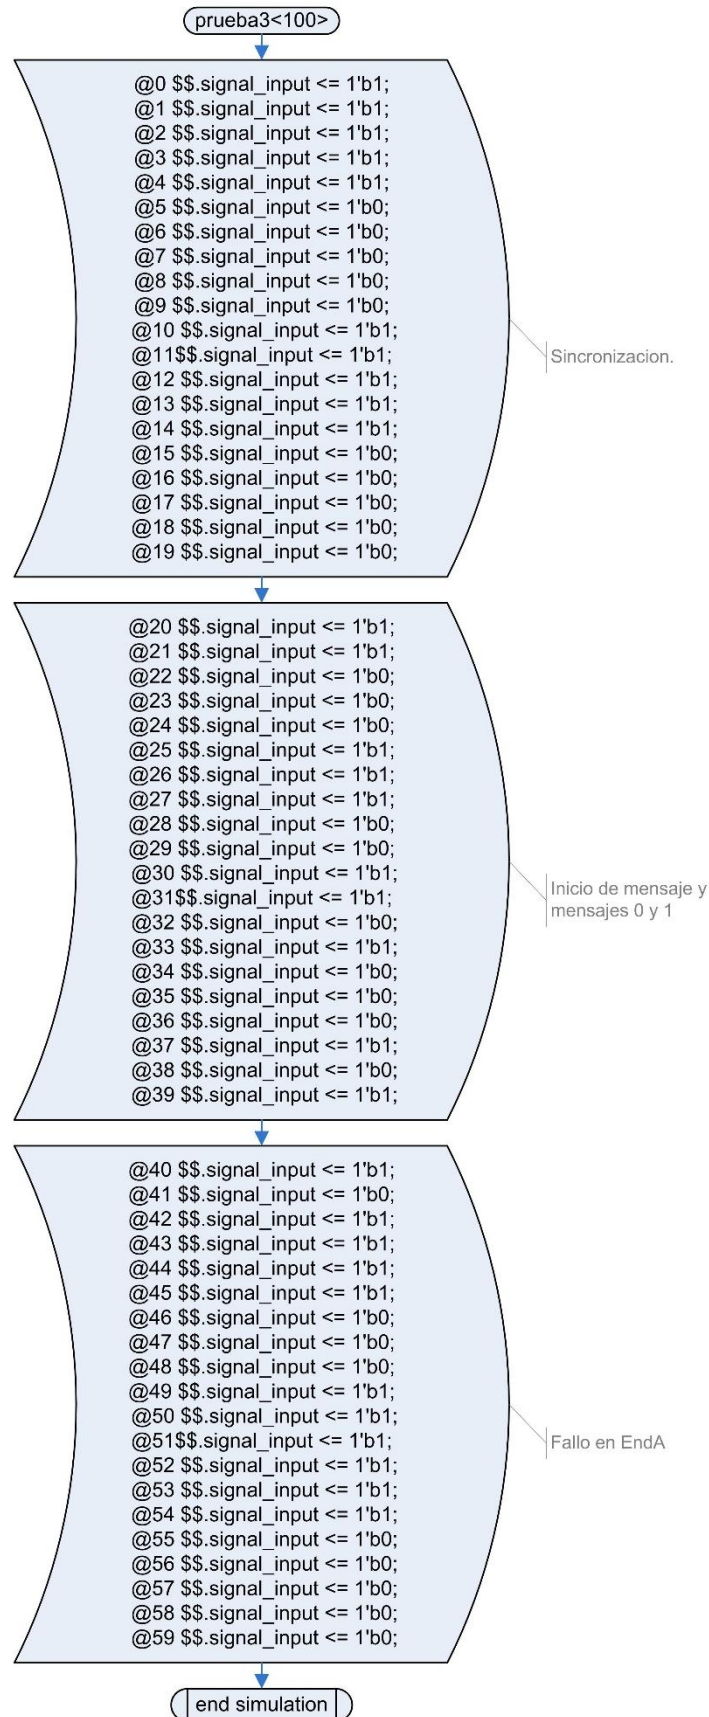 prueba3<100>
@0 $$.signal_input <= 1'b1;
@1 $$.signal_input <= 1'b1;
@2 $$.signal_input <= 1'b1;
@3 $$.signal_input <= 1'b1;
@4 $$.signal_input <= 1'b1;
@5 $$.signal_input <= 1'b0;
@6 $$.signal_input <= 1'b0;
@7 $$.signal_input <= 1'b0;
@8 $$.signal_input <= 1'b0;
@9 $$.signal_input <= 1'b0;
@10 $$.signal_input <= 1'b1;
@11$$.signal_input <= 1'b1;
@12 $$.signal_input <= 1'b1;
@13 $$.signal_input <= 1'b1;
@14 $$.signal_input <= 1'b1;
@15 $$.signal_input <= 1'b0;
@16 $$.signal_input <= 1'b0;
@17 $$.signal_input <= 1'b0;
@18 $$.signal_input <= 1'b0;
@19 $$.signal_input <= 1'b0;
Sincronizacion.
@20 $$.signal_input <= 1'b1;
@21 $$.signal_input <= 1'b1;
@22 $$.signal_input <= 1'b0;
@23 $$.signal_input <= 1'b0;
@24 $$.signal_input <= 1'b0;
@25 $$.signal_input <= 1'b1;
@26 $$.signal_input <= 1'b1;
@27 $$.signal_input <= 1'b1;
@28 $$.signal_input <= 1'b0;
@29 $$.signal_input <= 1'b0;
@30 $$.signal_input <= 1'b1;
@31$$.signal_input <= 1'b1;
@32 $$.signal_input <= 1'b0;
@33 $$.signal_input <= 1'b1;
@34 $$.signal_input <= 1'b0;
@35 $$.signal_input <= 1'b0;
@36 $$.signal_input <= 1'b0;
@37 $$.signal_input <= 1'b1;
@38 $$.signal_input <= 1'b0;
@39 $$.signal_input <= 1'b1;
Inicio de mensaje y
mensajes 0 y 1
@40 $$.signal_input <= 1'b1;
@41 $$.signal_input <= 1'b0;
@42 $$.signal_input <= 1'b1;
@43 $$.signal_input <= 1'b1;
@44 $$.signal_input <= 1'b1;
@45 $$.signal_input <= 1'b1;
@46 $$.signal_input <= 1'b0;
@47 $$.signal_input <= 1'b0;
@48 $$.signal_input <= 1'b0;
@49 $$.signal_input <= 1'b1;
@50 $$.signal_input <= 1'b1;
@51$$.signal_input <= 1'b1;
@52 $$.signal_input <= 1'b1;
@53 $$.signal_input <= 1'b1;
@54 $$.signal_input <= 1'b1;
@55 $$.signal_input <= 1'b0;
@56 $$.signal_input <= 1'b0;
@57 $$.signal_input <= 1'b0;
@58 $$.signal_input <= 1'b0;
@59 $$.signal_input <= 1'b0;
Fallo en EndA
end simulation